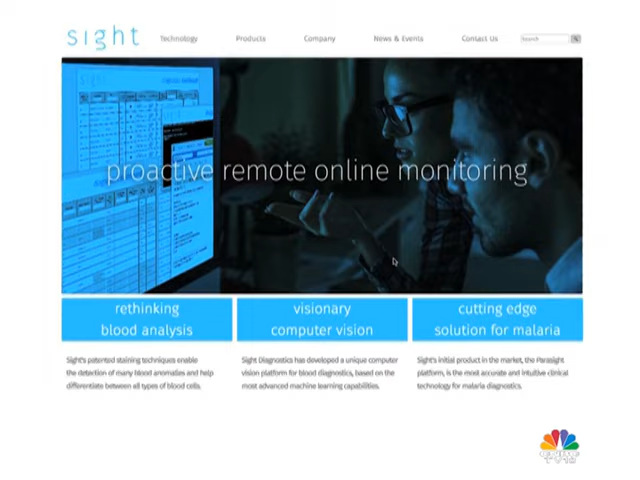 sight
Technology Products Company News & Events Contact Us Search
proactive remote online monitoring
rethinking
blood analysis
visionary
computer vision
cutting edge
solution for malaria
Sight's patented staining techniques enable
the detection of many blood anomalies and help
differentiate between all types of blood cells.
Sight Diagnostics has developed a unique computer
vision platform for blood diagnostics, based on the
most advanced machine learning capabilities.
Sight's initial product in the market, the Parasight
platform, is the most accurate and intuitive clinical
technology for malaria diagnostics.